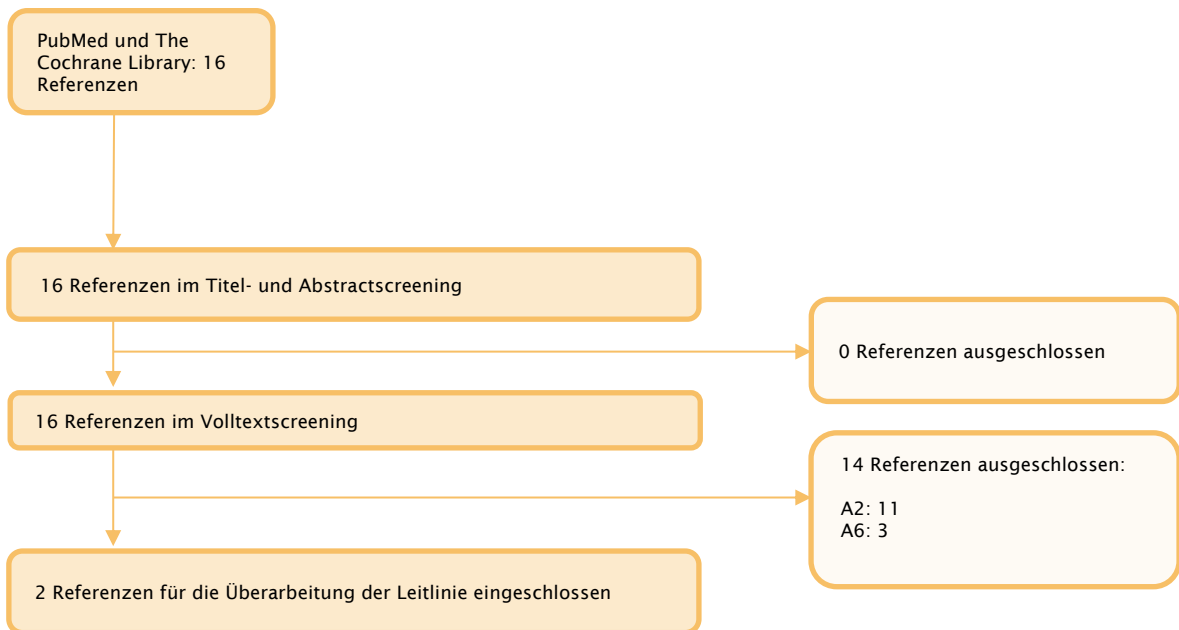 PubMed und The
Cochrane Library: 16
Referenzen
16 Referenzen im Titel- und Abstractscreening
0 Referenzen ausgeschlossen
16 Referenzen im Volltextscreening
14 Referenzen ausgeschlossen:
A2: 11
A6: 3
2 Referenzen für die Überarbeitung der Leitlinie eingeschlossen